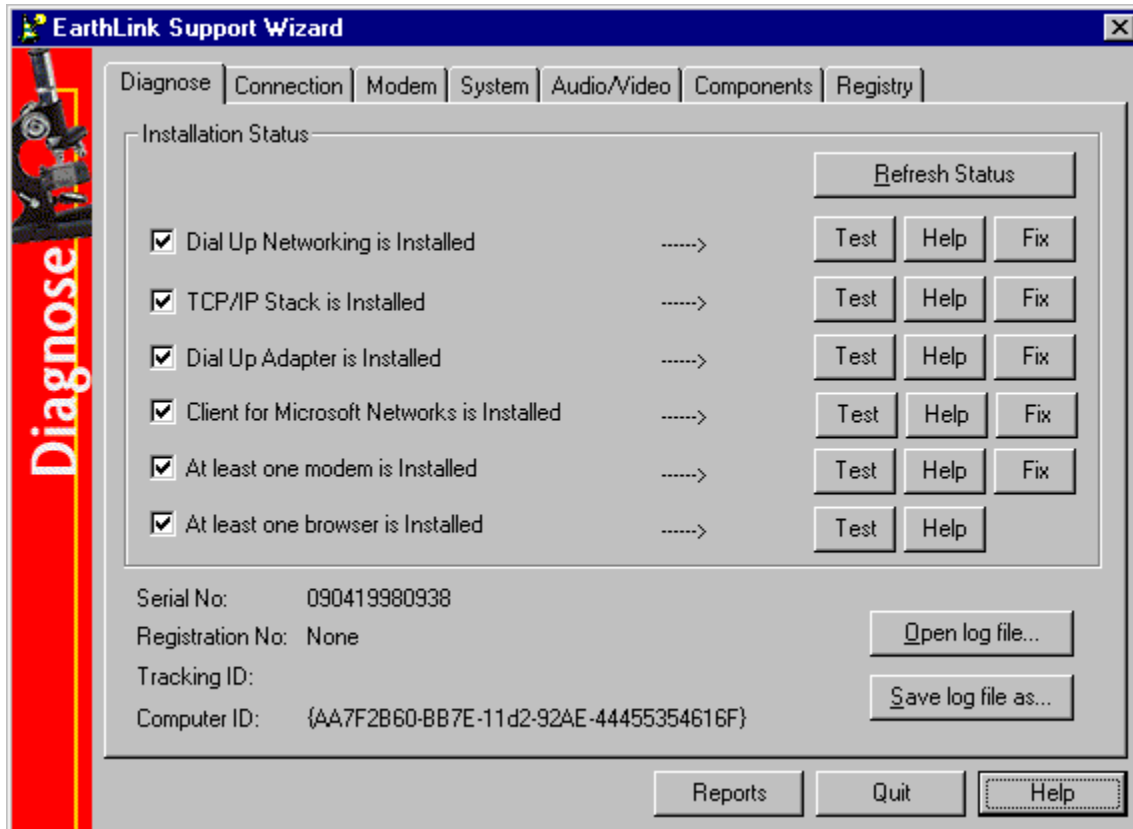 EarthLink Support Wizard
Diagnose Connection Modem System Audio/Video Components Registry
Installation Status
Refresh Status
Dial Up Networking is Installed ------> Test Help Fix
TCP/IP Stack is Installed ------> Test Help Fix
Dial Up Adapter is Installed ------> Test Help Fix
Client for Microsoft Networks is Installed ------> Test Help Fix
At least one modem is Installed ------> Test Help Fix
At least one browser is Installed ------> Test Help
Diagnose
Serial No: 090419980938
Registration No: None
Open log file...
Tracking ID:
Save log file as...
Computer ID: {AA7F2B60-BB7E-11d2-92AE-44455354616F}
Reports Quit Help